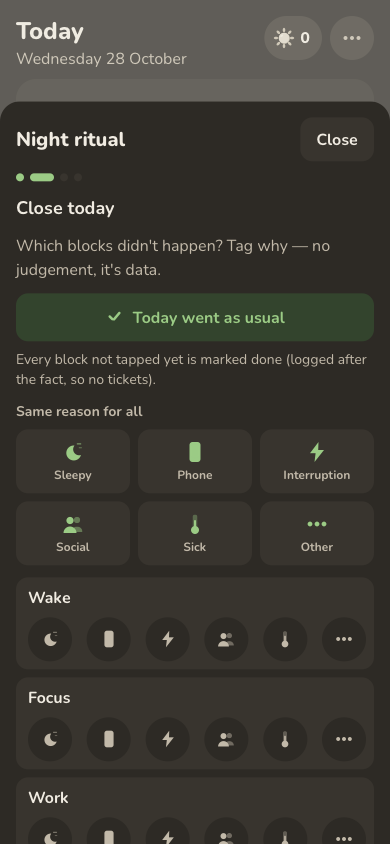 Today
0
Wednesday 28 October
Night ritual
Close
Close today
Which blocks didn't happen? Tag why — no
judgement, it's data.
Today went as usual
Every block not tapped yet is marked done (logged after
the fact, so no tickets).
Same reason for all
Sleepy
Phone
Interruption
Social
Sick
Other
Wake
Focus
Work